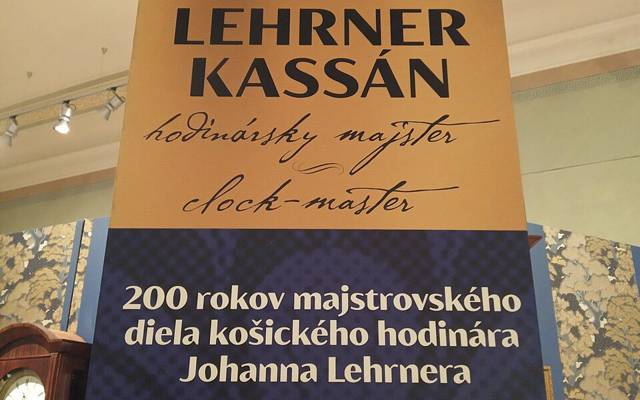 LEHRNER
KASSÁN
hodinársky majster
clock-master
200 rokov majstrovského
diela košického hodinára
Johanna Lehrnera